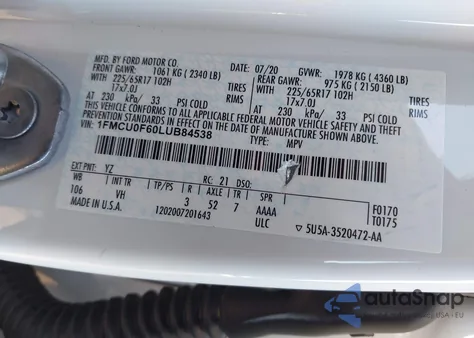 MFD. BY FORD MOTOR CO. 07/20 GVWR: 1978 KG ( 4360 LB)
FRONT GAWR: 1061 KG ( 2340 LB) REAR GAWR: 975 KG ( 2150 LB)
WITH 225/65R17 102H TIRES WITH 225/65R17 102H TIRES
17x7.0J RIMS 17x7.0J RIMS
AT 230 kPa/ 33 PSI COLD AT 230 kPa/ 33 PSI COLD
THIS VEHICLE CONFORMS TO ALL APPLICABLE FEDERAL MOTOR VEHICLE SAFETY, BUMPER, AND THEFT
PREVENTION STANDARDS IN EFFECT ON THE DATE OF MANUFACTURE SHOWN ABOVE.
1FMCU0F60LUB84538 TYPE: MPV
EXT PNT: YZ RC: 21 DSO:
WB INT TR TP/PS R AXLE TR SPR
106 VH 3 52 7 AAAA F0170
MADE IN U.S.A. 1202007201643 ULC T0175
5U5A-3520472-AA
autoSnap